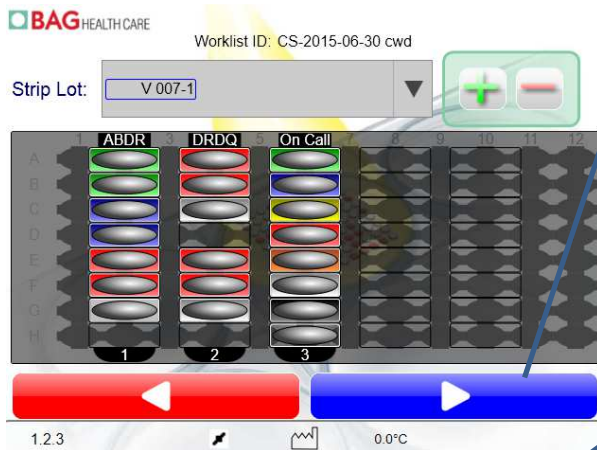 BAG HEALTH CARE
Worklist ID: CS-2015-06-30 cwd
Strip Lot: V 007-1
1 ABDR 3 DRDQ 5 On Call 7 8 9 10 11 12
A
B
C
D
E
F
G
H
1 2 3
1.2.3 0.0°C